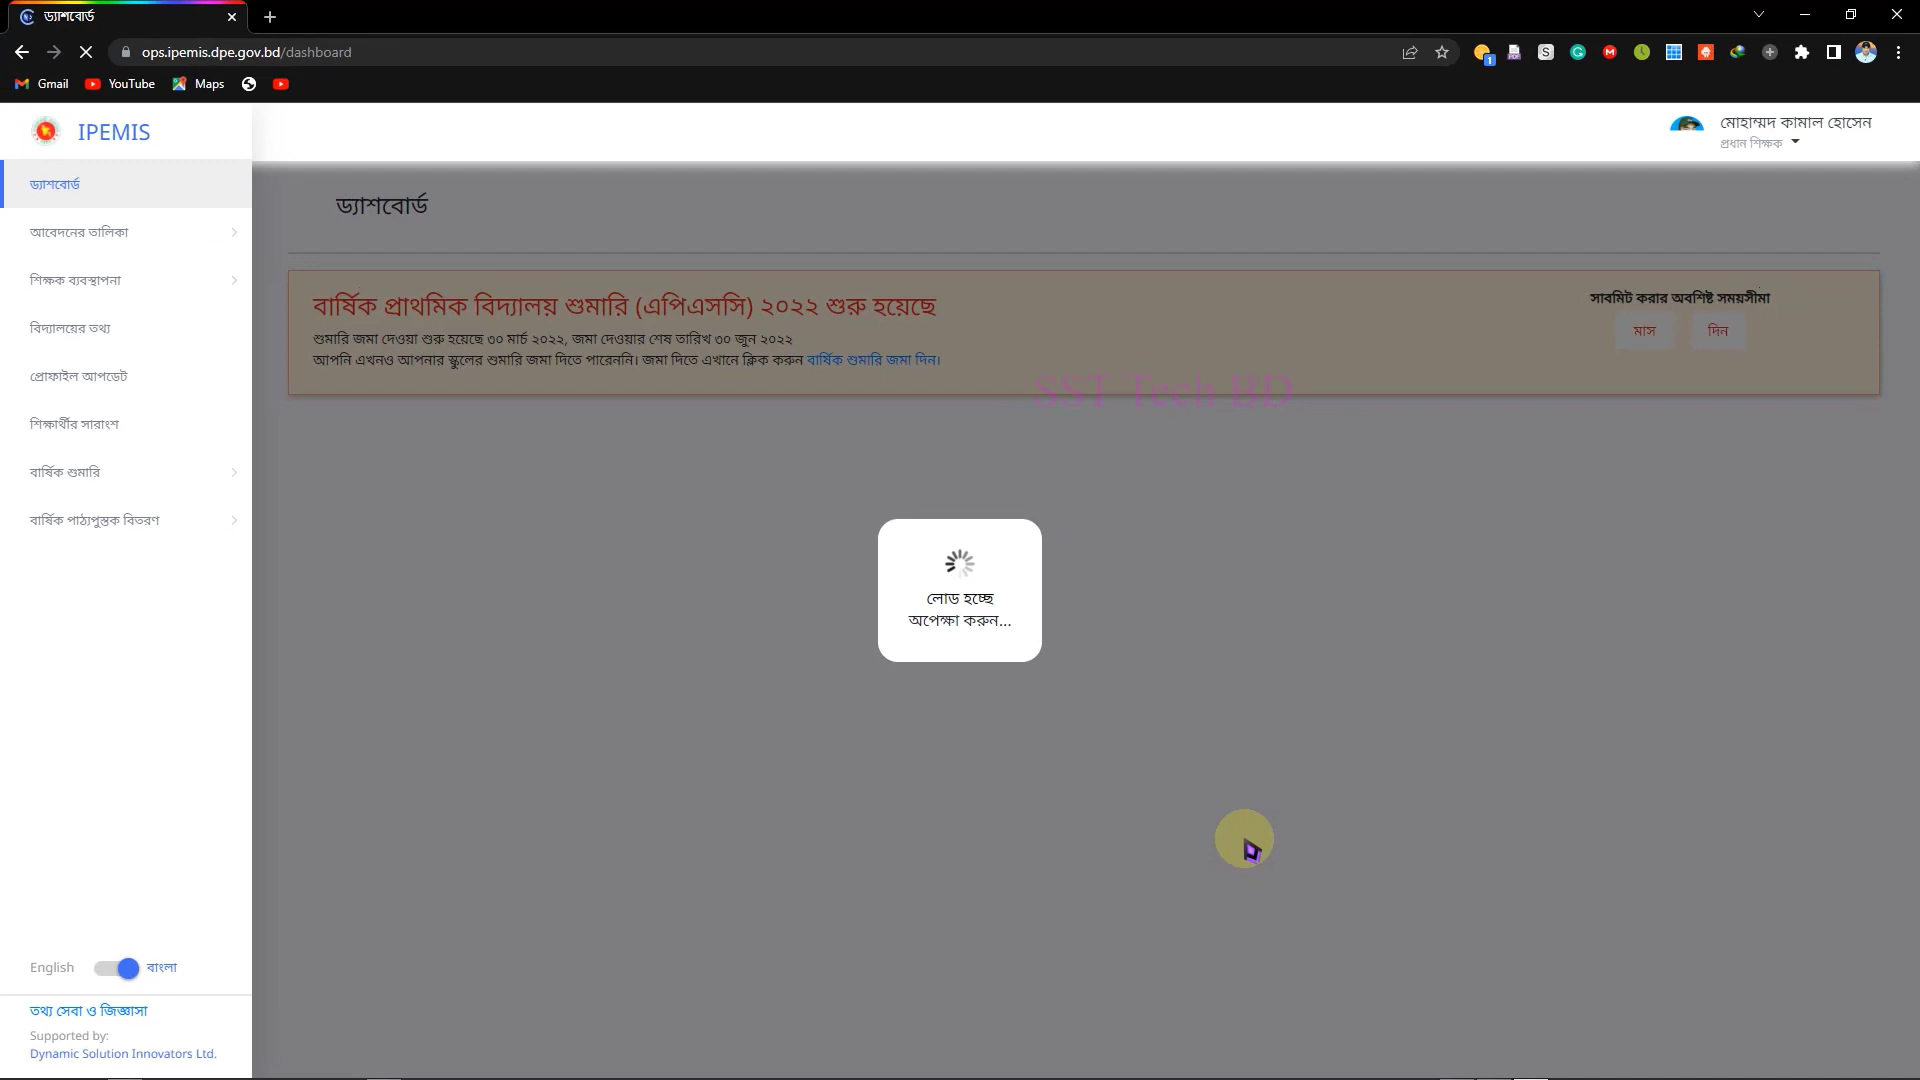 ড্যাশবোর্ড
ops.ipemis.dpe.gov.bd/dashboard
1
Gmail
YouTube
Maps
IPEMIS
মোহাম্মদ কামাল হোসেন
প্রধান শিক্ষক
ড্যাশবোর্ড
আবেদনের তালিকা
শিক্ষক ব্যবস্থাপনা
বিদ্যালয়ের তথ্য
প্রোফাইল আপডেট
শিক্ষার্থীর সারাংশ
বার্ষিক শুমারি
বার্ষিক পাঠ্যপুস্তক বিতরণ
English
বাংলা
তথ্য সেবা ও জিজ্ঞাসা
Supported by:
Dynamic Solution Innovators Ltd.
ড্যাশবোর্ড
বার্ষিক প্রাথমিক বিদ্যালয় শুমারি (এপিএসসি) ২০২২ শুরু হয়েছে
শুমারি জমা দেওয়া শুরু হয়েছে ৩০ মার্চ ২০২২, জমা দেওয়ার শেষ তারিখ ৩০ জুন ২০২২
আপনি এখনও আপনার স্কুলের শুমারি জমা দিতে পারেননি। জমা দিতে এখানে ক্লিক করুন বার্ষিক শুমারি জমা দিন।
সাবমিট করার অবশিষ্ট সময়সীমা
মাস
দিন
SST Tech BD
লোড হচ্ছে
অপেক্ষা করুন...